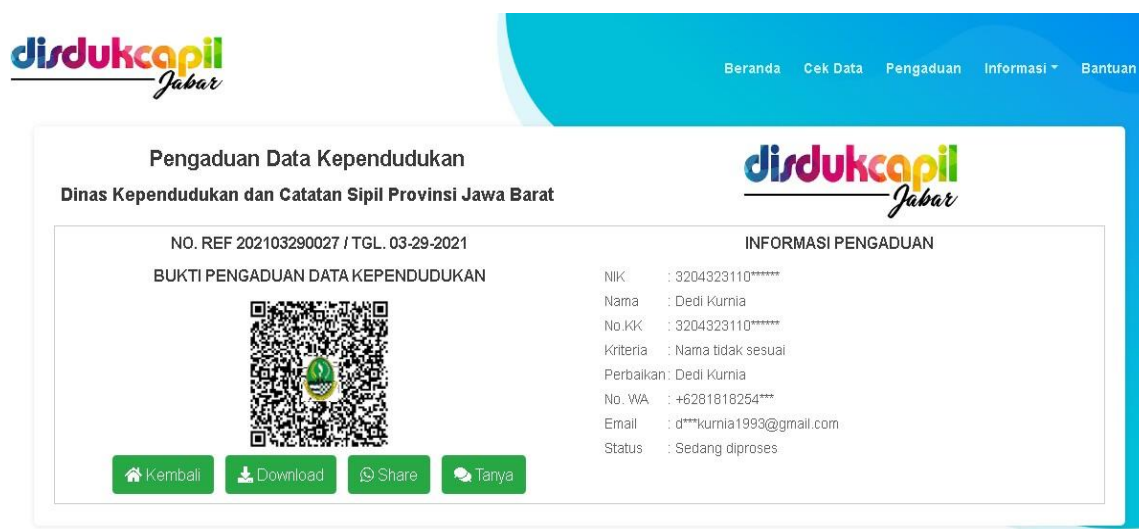 disdukcapil
Jabar
Beranda Cek Data Pengaduan Informasi Bantuan
Pengaduan Data Kependudukan
Dinas Kependudukan dan Catatan Sipil Provinsi Jawa Barat
disdukcapil
Jabar
NO. REF 202103290027 / TGL. 03-29-2021
BUKTI PENGADUAN DATA KEPENDUDUKAN
Kembali Download Share Tanya
INFORMASI PENGADUAN
NIK : 3204323110******
Nama : Dedi Kurnia
No.KK : 3204323110******
Kriteria : Nama tidak sesuai
Perbaikan : Dedi Kurnia
No. WA : +6281818254***
Email : d***kurnia1993@gmail.com
Status : Sedang diproses